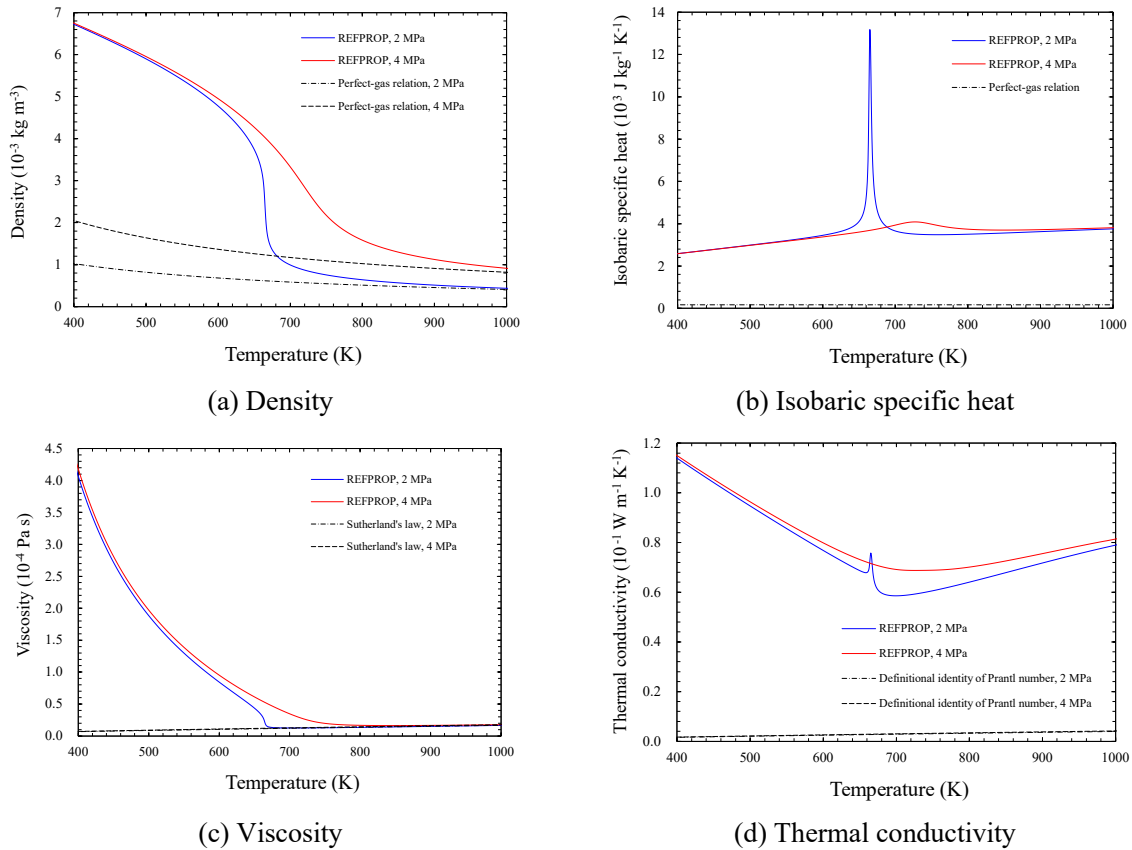 7
6
5
4
3
2
1
0
Density (10⁻³ kg m⁻³)
REFPROP, 2 MPa
REFPROP, 4 MPa
Perfect-gas relation, 2 MPa
Perfect-gas relation, 4 MPa
400 500 600 700 800 900 1000
Temperature (K)
(a) Density
14
12
10
8
6
4
2
0
Isobaric specific heat (10³ J kg⁻¹ K⁻¹)
REFPROP, 2 MPa
REFPROP, 4 MPa
Perfect-gas relation
400 500 600 700 800 900 1000
Temperature (K)
(b) Isobaric specific heat
4.5
4.0
3.5
3.0
2.5
2.0
1.5
1.0
0.5
0.0
Viscosity (10⁻⁴ Pa s)
REFPROP, 2 MPa
REFPROP, 4 MPa
Sutherland's law, 2 MPa
Sutherland's law, 4 MPa
400 500 600 700 800 900 1000
Temperature (K)
(c) Viscosity
1.2
1.0
0.8
0.6
0.4
0.2
0.0
Thermal conductivity (10⁻¹ W m⁻¹ K⁻¹)
REFPROP, 2 MPa
REFPROP, 4 MPa
Definitional identity of Prantl number, 2 MPa
Definitional identity of Prantl number, 4 MPa
400 500 600 700 800 900 1000
Temperature (K)
(d) Thermal conductivity